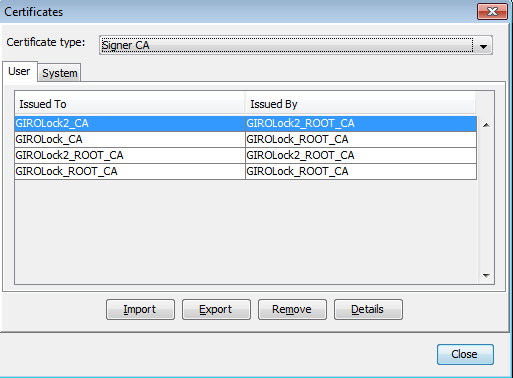 Certificates
Certificate type: Signer CA
User System
Issued To Issued By
GIROLock2_CA GIROLock2_ROOT_CA
GIROLock_CA GIROLock_ROOT_CA
GIROLock2_ROOT_CA GIROLock2_ROOT_CA
GIROLock_ROOT_CA GIROLock_ROOT_CA
Import Export Remove Details
Close